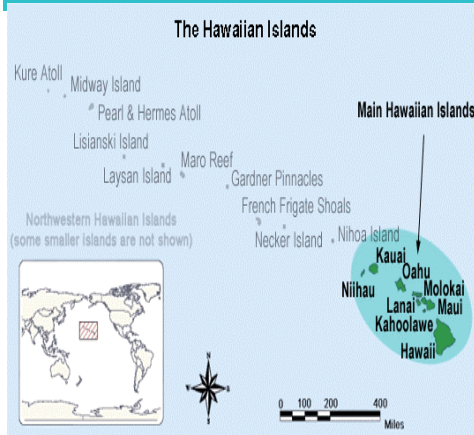 The Hawaiian Islands
Kure Atoll
Midway Island
Pearl & Hermes Atoll
Main Hawaiian Islands
Lisianski Island
Maro Reef
Laysan Island
Gardner Pinnacles
French Frigate Shoals
Northwestern Hawaiian Islands
(some smaller islands are not shown)
Necker Island
Nihoa Island
Kauai
Oahu
Niihau
Molokai
Lanai
Maui
Kahoolawe
Hawaii
N
W
E
S
0 100 200 400
Miles